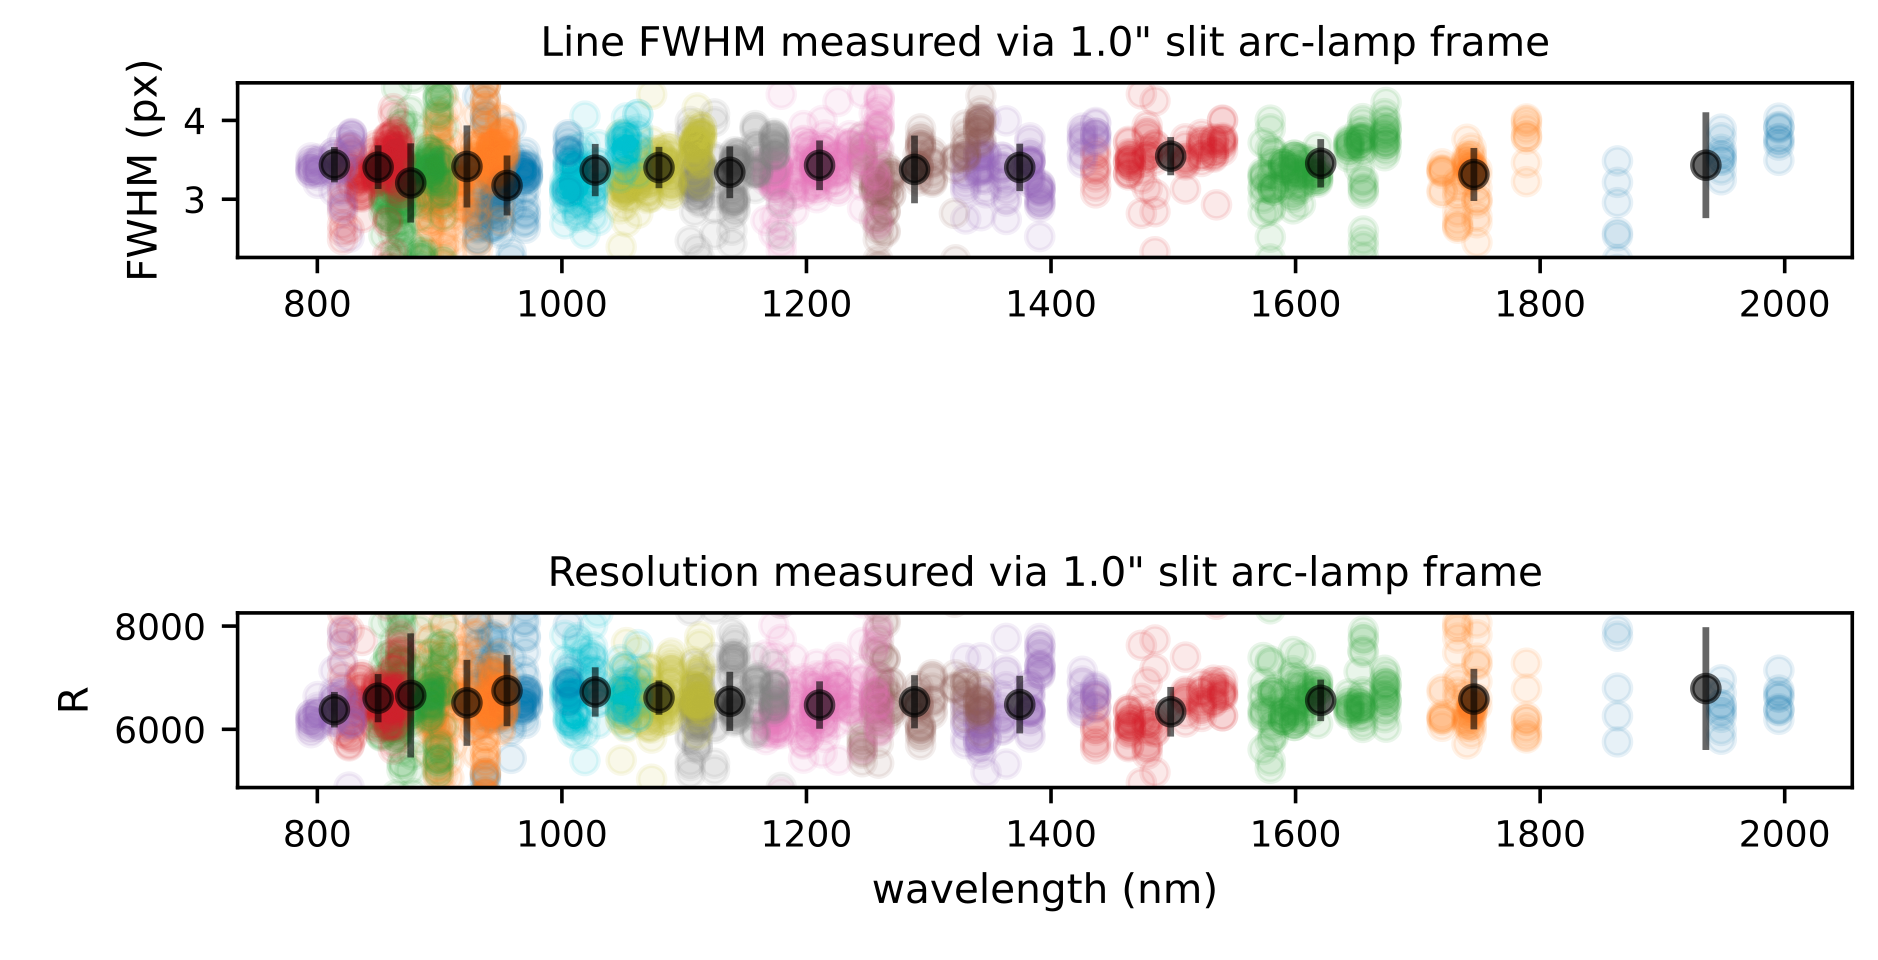 Line FWHM measured via 1.0" slit arc-lamp frame
FWHM (px)
4
3
800 1000 1200 1400 1600 1800 2000
Resolution measured via 1.0" slit arc-lamp frame
R
8000
6000
800 1000 1200 1400 1600 1800 2000
wavelength (nm)